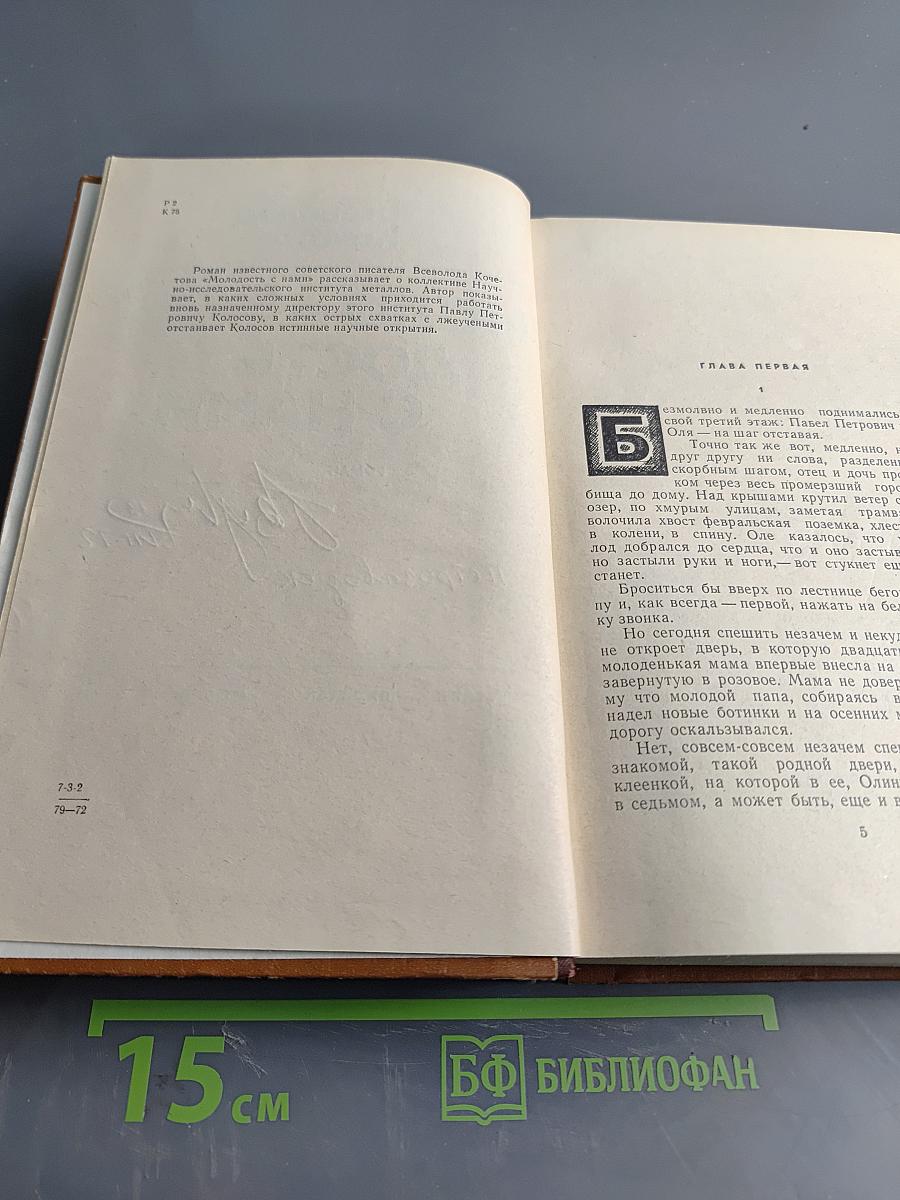 Р 2
К 78
Роман известного советского писателя Всеволода Коче-
това «Молодость с нами» рассказывает о коллективе Науч-
но-исследовательского института металлов. Автор показы-
вает, в каких сложных условиях приходится работать
вновь назначенному директору этого института Павлу Пет-
ровичу Колосову, в каких острых схватках с лжеучеными
отстаивает Колосов истинные научные открытия.
7-3-2
79—72
ГЛАВА ПЕРВАЯ
1
Безмолвно и медленно поднимались
свой третий этаж: Павел Петрович
Оля — на шаг отставая.
Точно так же вот, медленно, н
друг другу ни слова, разделен
скорбным шагом, отец и дочь про
ком через весь промерзший горо
бища до дому. Над крышами крутил ветер с
озер, по хмурым улицам, заметая трамва
волочила хвост февральская поземка, хлест
в колени, в спину. Оле казалось, что
лод добрался до сердца, что и оно застыв
но застыли руки и ноги,— вот стукнет ещ
станет.
Броситься бы вверх по лестнице бего
пу и, как всегда — первой, нажать на бел
ку звонка.
Но сегодня спешить незачем и некуд
не откроет дверь, в которую двадцат
молоденькая мама впервые внесла на
завернутую в розовое. Мама не довер
му что молодой папа, собираясь в
надел новые ботинки и на осенних м
дорогу оскальзывался.
Нет, совсем-совсем незачем спе
знакомой, такой родной двери,
клеенкой, на которой в ее, Олин
в седьмом, а может быть, еще и в
5
15 см
БФ БИБЛИОФАН